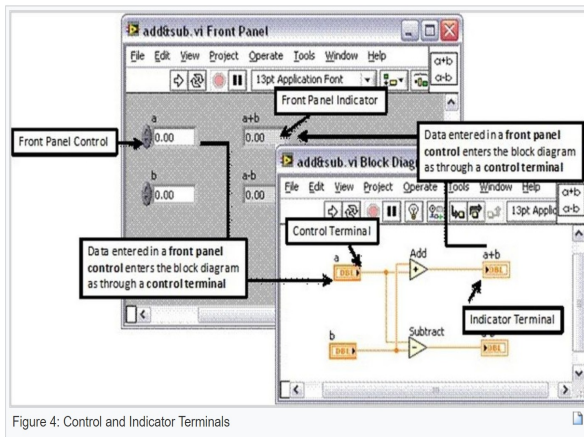 add&sub.vi Front Panel
File Edit View Project Operate Tools Window Help
13pt Application Font
a+b
a-b
Front Panel Indicator
Front Panel Control
a
a+b
0.00
0.00
b
a-b
0.00
0.00
Data entered in a front panel
control enters the block diagram
as through a control terminal
Data entered in a front panel
control enters the block diagram
as through a control terminal
add&sub.vi Block Diag
File Edit View Project Operate Tools Window Help
13pt Applic
a+b
a-b
Control Terminal
a
DBL
Add
a+b
DBL
Indicator Terminal
b
DBL
Subtract
DBL
Figure 4: Control and Indicator Terminals